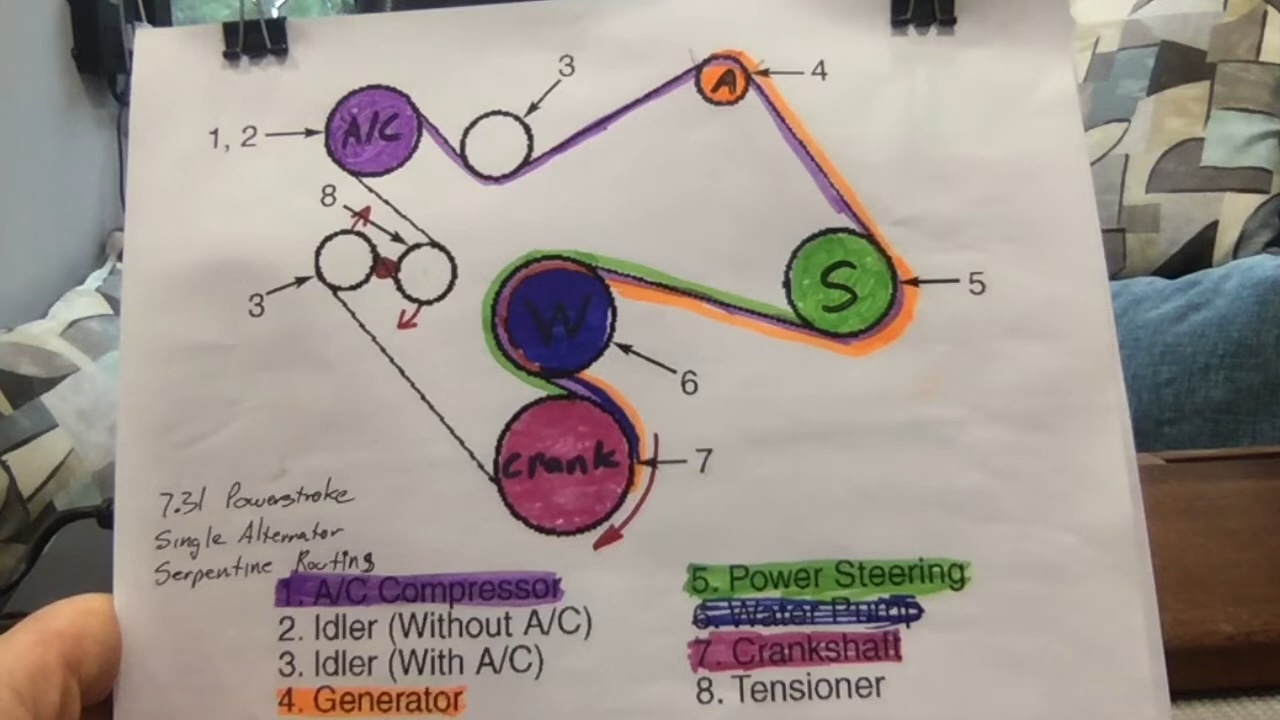 3
A
4
A/C
1, 2
8
S
5
3
W
6
Crank
7
7.3l Powerstroke
Single Alternator
Serpentine Routing
1. A/C Compressor
2. Idler (Without A/C)
3. Idler (With A/C)
4. Generator
5. Power Steering
6. Water Pump
7. Crankshaft
8. Tensioner